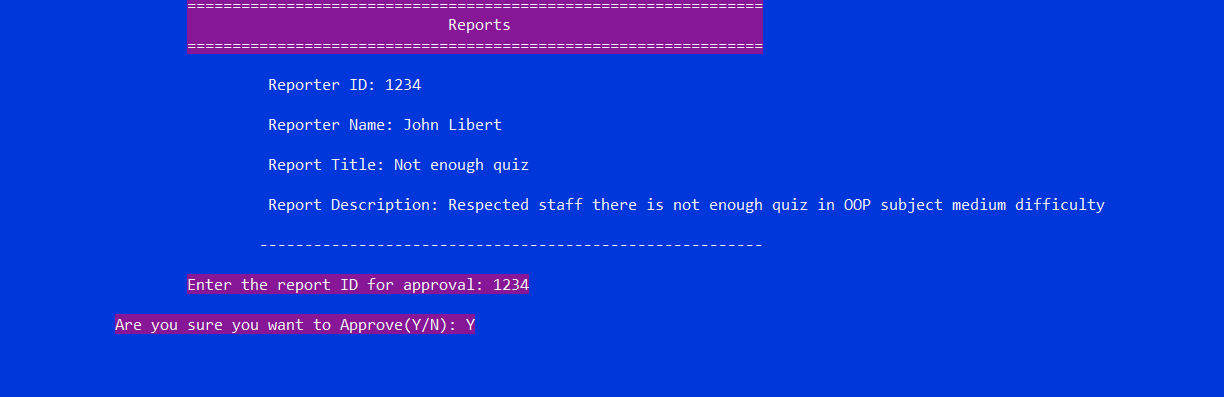 ================================================================
Reports
================================================================
Reporter ID: 1234
Reporter Name: John Libert
Report Title: Not enough quiz
Report Description: Respected staff there is not enough quiz in OOP subject medium difficulty
--------------------------------------------------------
Enter the report ID for approval: 1234
Are you sure you want to Approve(Y/N): Y